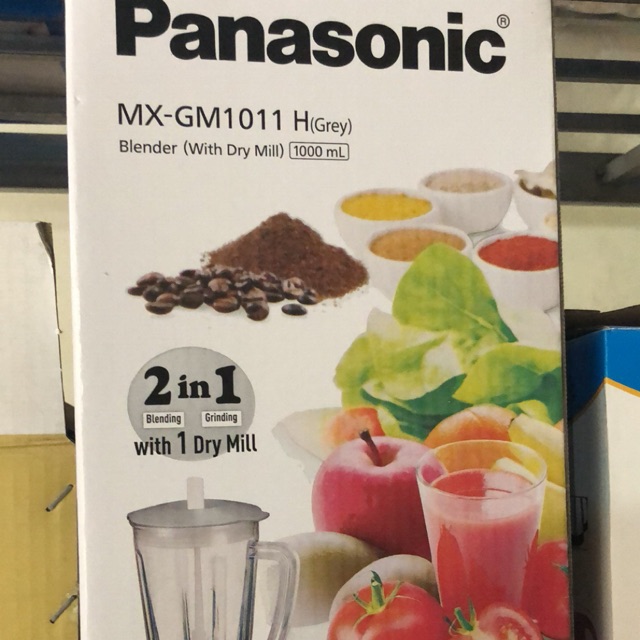 Panasonic®
MX-GM1011 H(Grey)
Blender (With Dry Mill) 1000 mL
2 in 1
Blending Grinding
with 1 Dry Mill